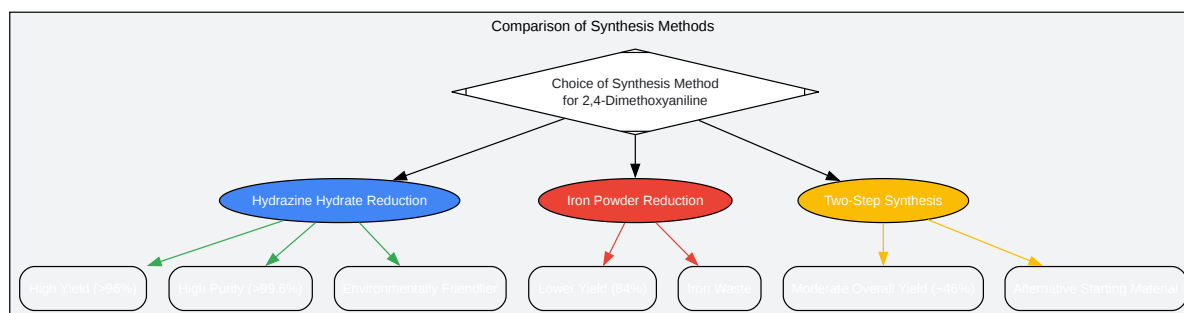 Comparison of Synthesis Methods
Choice of Synthesis Method
for 2,4-Dimethoxyaniline
Hydrazine Hydrate Reduction
Iron Powder Reduction
Two-Step Synthesis
High Yield (>96%)
High Purity (>99.6%)
Environmentally Friendlier
Lower Yield (84%)
Iron Waste
Moderate Overall Yield (~46%)
Alternative Starting Material